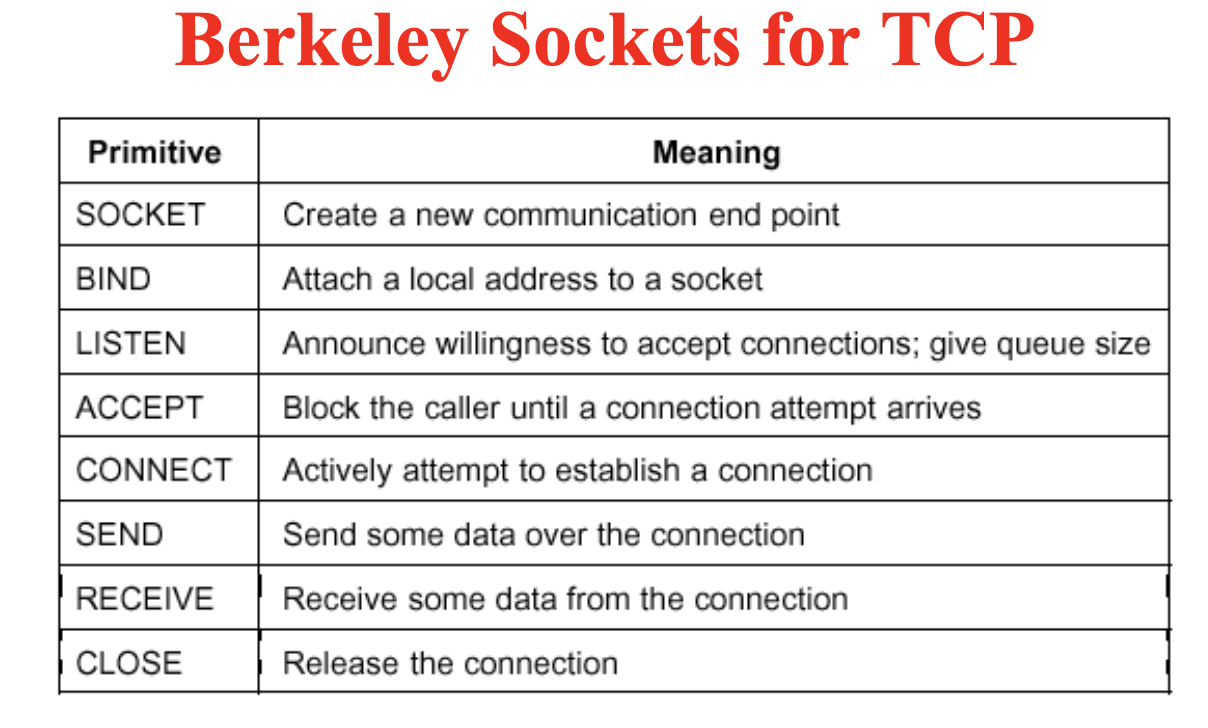 Berkeley Sockets for TCP
Primitive Meaning
SOCKET Create a new communication end point
BIND Attach a local address to a socket
LISTEN Announce willingness to accept connections; give queue size
ACCEPT Block the caller until a connection attempt arrives
CONNECT Actively attempt to establish a connection
SEND Send some data over the connection
RECEIVE Receive some data from the connection
CLOSE Release the connection